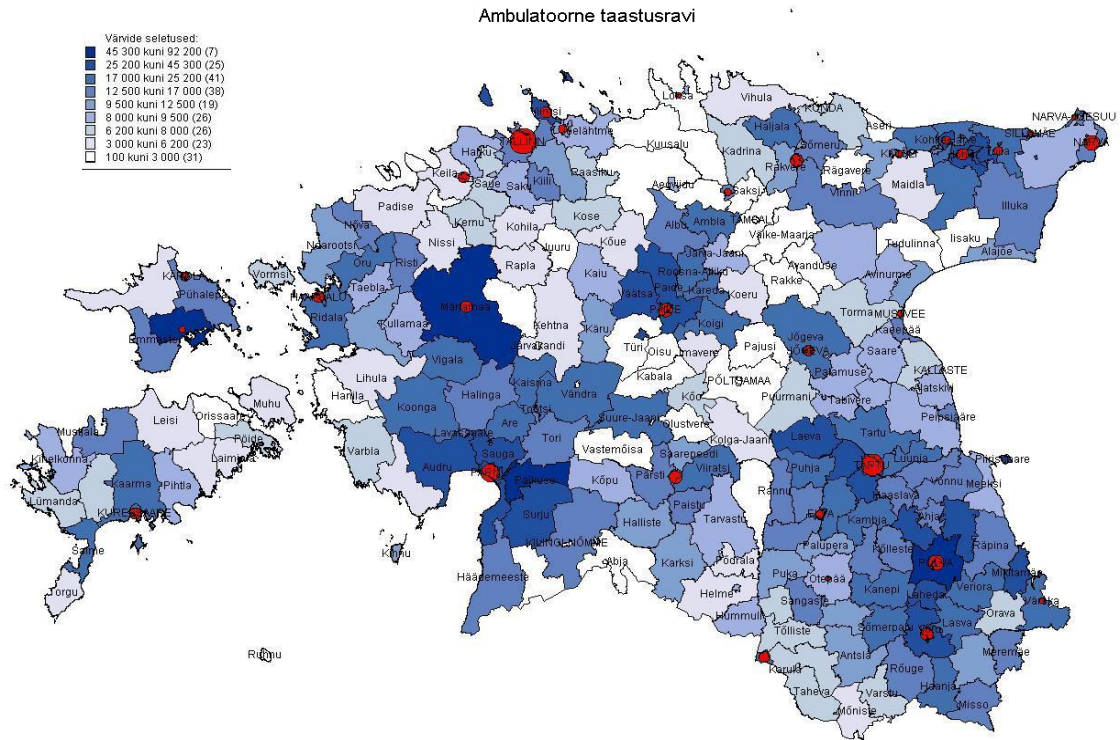 Ambulatoorne taastusravi
Värvide seletused:
45 300 kuni 92 200 (7)
25 200 kuni 45 300 (25)
17 000 kuni 25 200 (41)
12 500 kuni 17 000 (38)
9 500 kuni 12 500 (19)
8 000 kuni 9 500 (26)
6 200 kuni 8 000 (26)
3 000 kuni 6 200 (23)
100 kuni 3 000 (31)
Loksa
Vihula
KUNDA
Aseri
NARVA-JÕESUU
SILLAMÄE
TALLINN
Kuusalu
Haljala
Sõmeru
NARVA
Harku
Kadrina
Rakvere
Keila
Saue
Saku
Kiili
Raasiku
Aegviidu
Saksi
Rägavere
Maidla
Vinni
Illuka
Padise
Kernu
Kose
Albu
Ambla
TAMSALU
Väike-Maarja
Nõva
Nissi
Kohila
Juuru
Kõue
Tudulinna
Iisaku
Alajõe
Noarootsi
Oru
Risti
Rapla
Kaiu
Järva-Jaani
Roosna-Alliku
Avanduse
Avinurme
Vormsi
Taebla
Väätsa
Paide
Kareda
Koeru
Rakke
Pühalepa
Ridala
Märjamaa
PAIDE
Koigi
Torma
MUSTVEE
Kasepää
Kullamaa
Kehtna
Käru
Emmaste
Järvakandi
Türi
Oisu
Imavere
Pajusi
Jõgeva
JÕGEVA
Saare
Vigala
Kabala
PÕLTSAMAA
Palamuse
KALLASTE
Alatskivi
Lihula
Kaisma
Vändra
Puurmani
Tabivere
Muhu
Hanila
Halinga
Kõo
Peipsiääre
Leisi
Orissaare
Koonga
Tootsi
Suure-Jaani
Olustvere
Are
Mustjala
Pöide
Varbla
Tori
Kolga-Jaani
Laeva
Tartu
Kihelkonna
Laimjala
Sauga
Vastemõisa
Saarepeedi
Viiratsi
TARTU
Luunja
Piirissaare
Kaarma
Pihtla
Audru
Paikuse
Kõpu
Pärsti
Puhja
Lümanda
Rannu
Haaslava
Võnnu
Meeksi
KURESSAARE
Surju
Paistu
Tarvastu
Kambja
Ahja
Salme
Kihnu
KILINGI-NÕMME
Halliste
Palupera
Kõlleste
PÕLVA
Räpina
Torgu
Häädemeeste
Abja
Karksi
Põdrala
Puka
Otepää
Mikitamäe
Helme
Sangaste
Kanepi
Laheda
Veriora
Värska
Hummuli
Orava
Tõlliste
Sõmerpalu
Lasva
Ruhnu
Antsla
Meremäe
Karula
Rõuge
Taheva
Varstu
Haanja
Misso
Mõniste